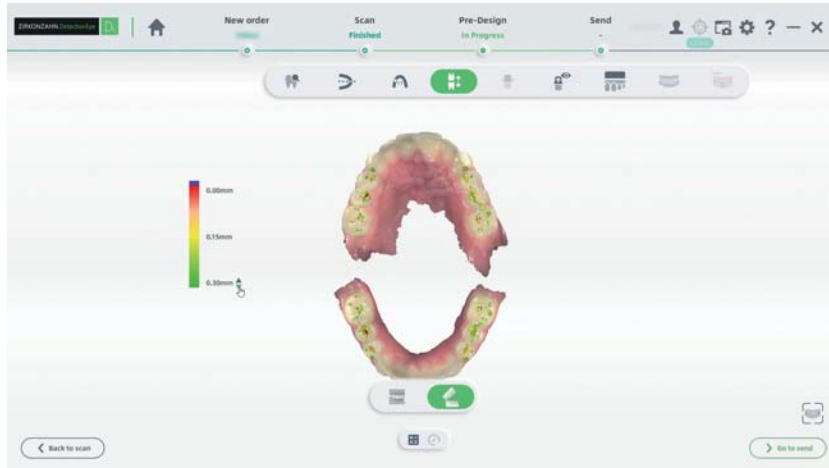 ZIRKONZAHN.DetectionEye
New order
Scan
Finished
Pre-Design
In Progress
Send
-
0.00mm
0.15mm
0.30mm
Back to scan
Go to send